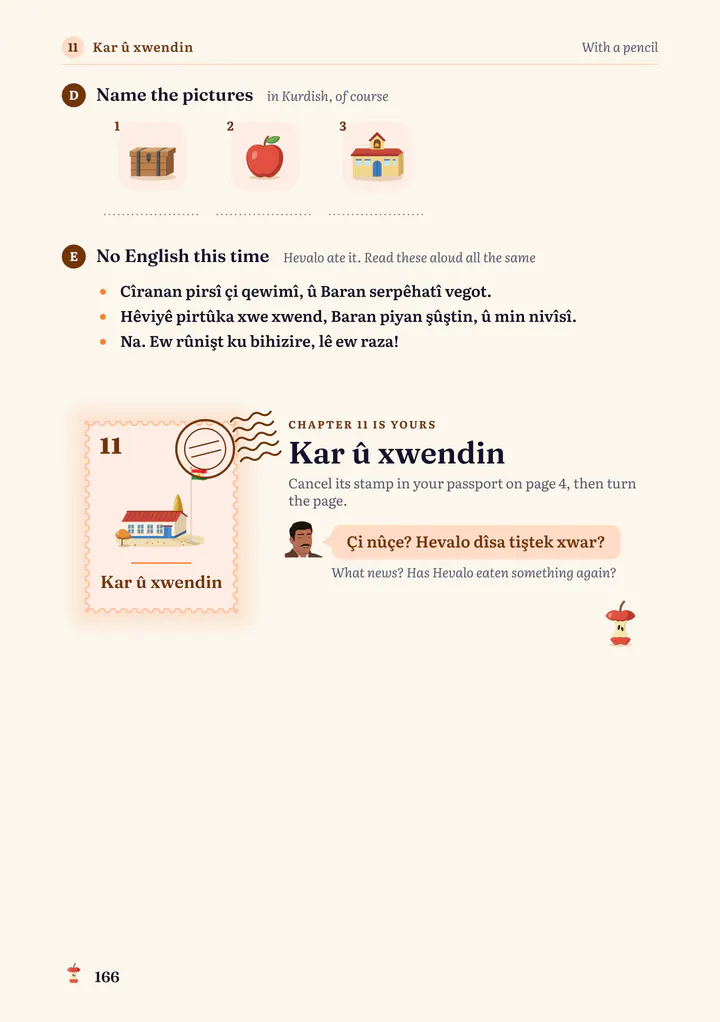 11 Kar û xwendin With a pencil
D Name the pictures in Kurdish, of course
1 2 3
E No English this time Hevalo ate it. Read these aloud all the same
• Cîranan pirsî çi qewimî, û Baran serpêhatî vegot.
• Hêviyê pirtûka xwe xwend, Baran piyan şûştin, û min nivîsî.
• Na. Ew rûnişt ku bihizire, lê ew raza!
11
Kar û xwendin
CHAPTER 11 IS YOURS
Kar û xwendin
Cancel its stamp in your passport on page 4, then turn
the page.
Çi nûçe? Hevalo dîsa tiştek xwar?
What news? Has Hevalo eaten something again?
166